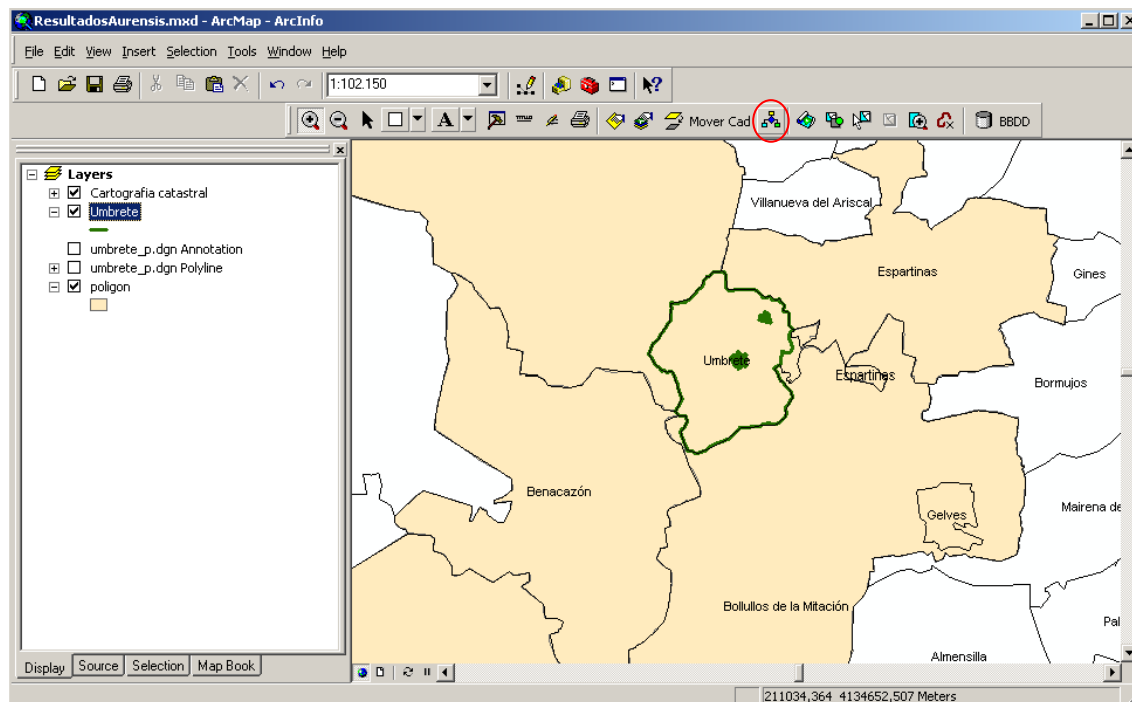 ResultadosAurensis.mxd - ArcMap - ArcInfo
File Edit View Insert Selection Tools Window Help
1:102.150
A Mover Cad BBDD
Layers
Cartografia catastral
Umbrete
umbrete_p.dgn Annotation
umbrete_p.dgn Polyline
poligon
Villanueva del Ariscal
Espartinas
Gines
Umbrete
Espartinas
Bormujos
Benacazón
Gelves
Mairena de
Bollullos de la Mitación
Pal
Almensilla
Display Source Selection Map Book
211034,364 4134652,507 Meters